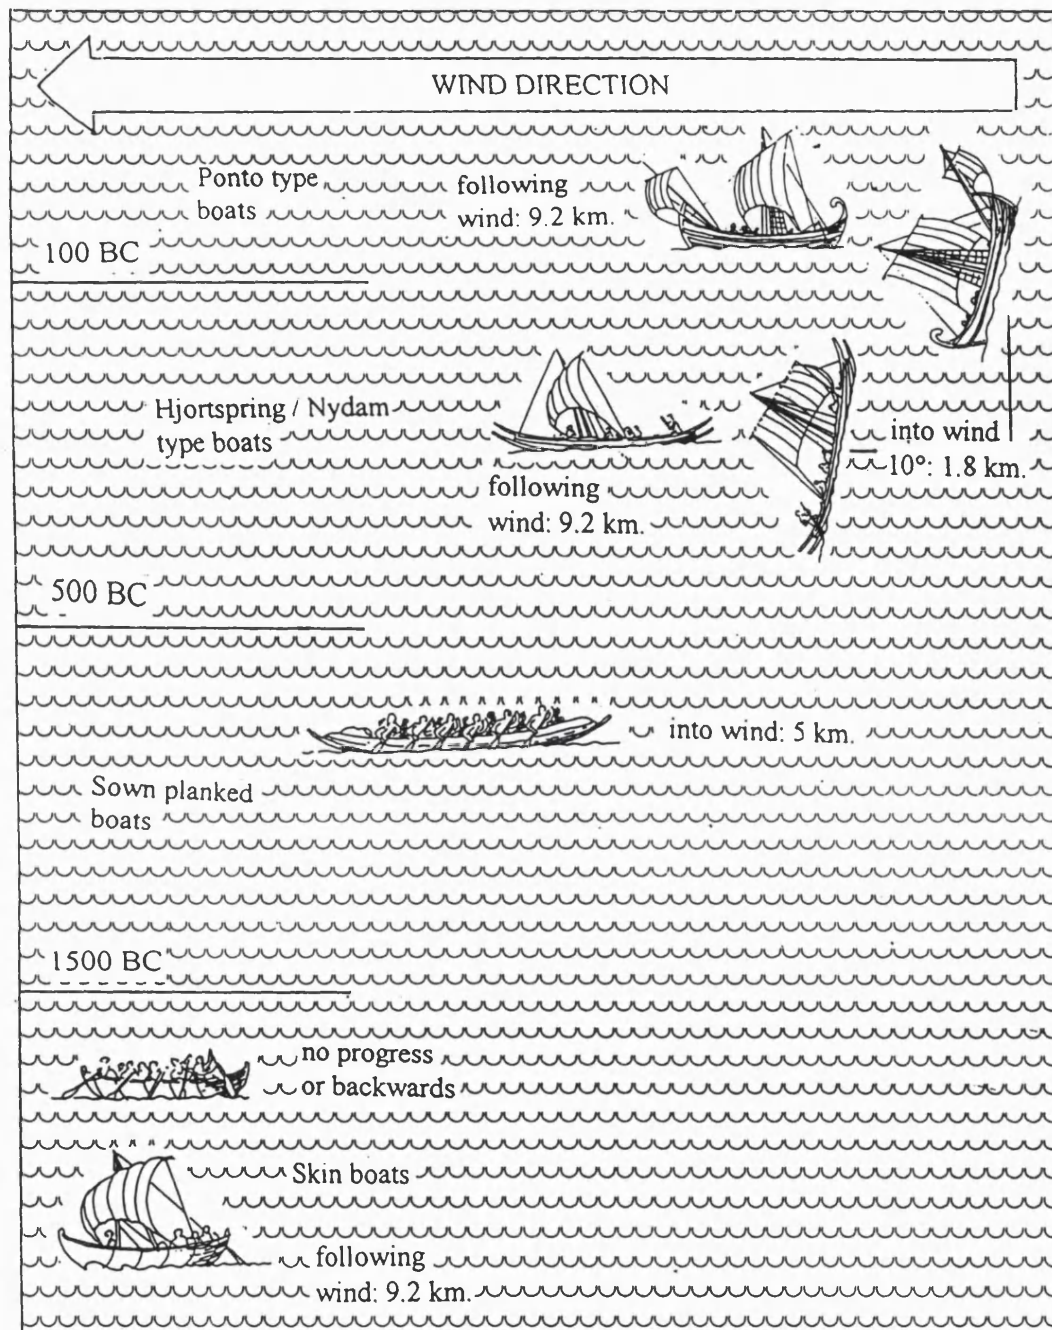 WIND DIRECTION
Ponto type
boats
following
wind: 9.2 km.
100 BC
Hjortspring / Nydam
type boats
following
wind: 9.2 km.
into wind
10°: 1.8 km.
500 BC
into wind: 5 km.
Sown planked
boats
1500 BC
no progress
or backwards
Skin boats
following
wind: 9.2 km.